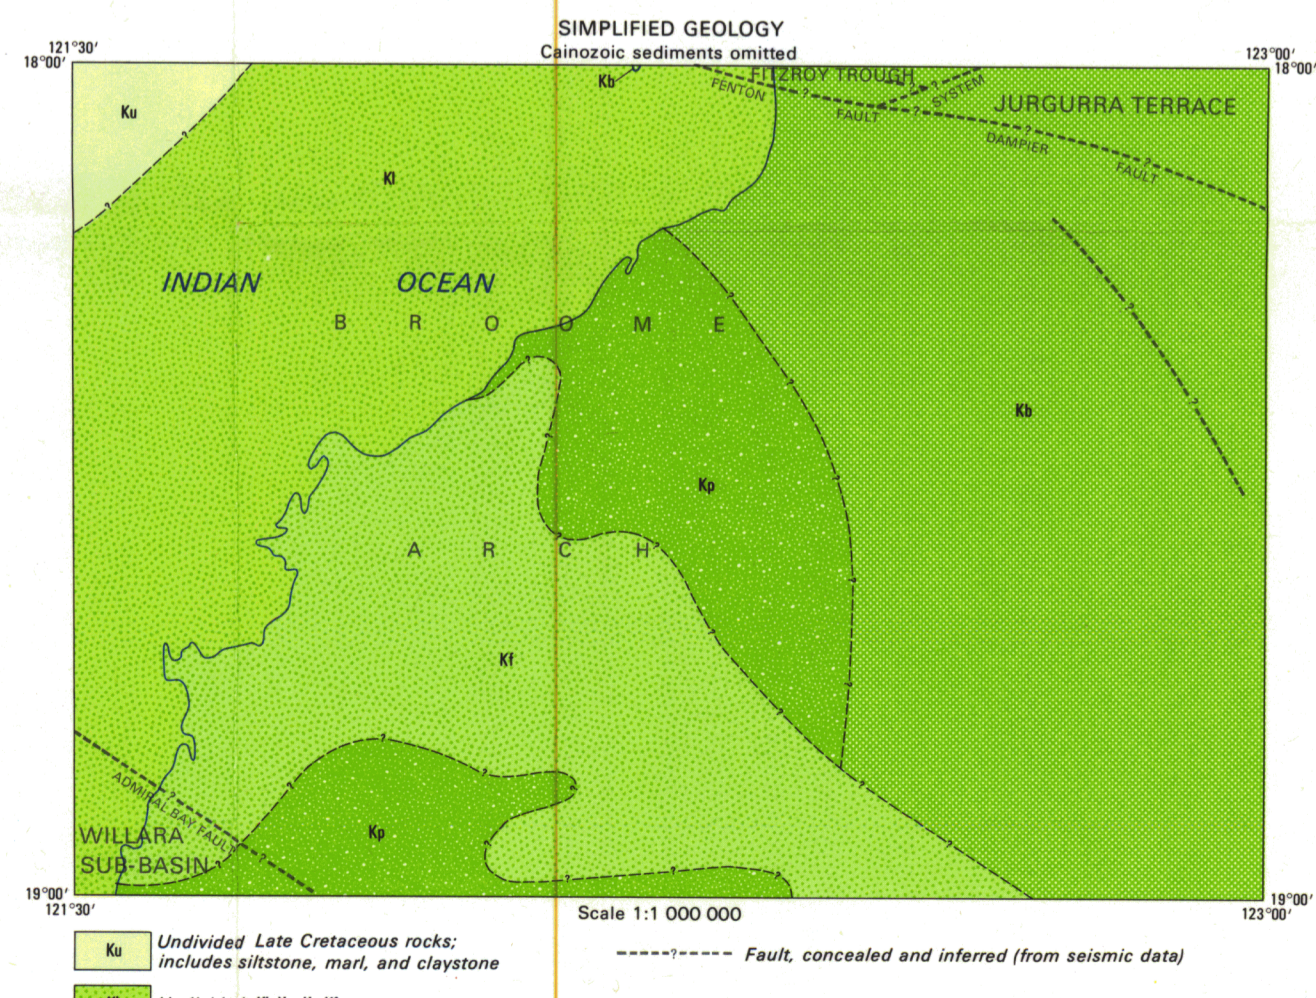 SIMPLIFIED GEOLOGY
Cainozoic sediments omitted
121°30′
123°00′
18°00′
18°00′
Ku
Kb
FITZROY TROUGH
FENTON
FAULT
SYSTEM
JURGURRA TERRACE
DAMPIER
FAULT
Kl
INDIAN OCEAN
B R O O M E
Kb
Kp
A R C H
Kf
ADMIRAL BAY FAULT
Kp
WILLARA
SUB-BASIN
19°00′
19°00′
121°30′
Scale 1:1 000 000
123°00′
Ku
Undivided Late Cretaceous rocks;
includes siltstone, marl, and claystone
Fault, concealed and inferred (from seismic data)